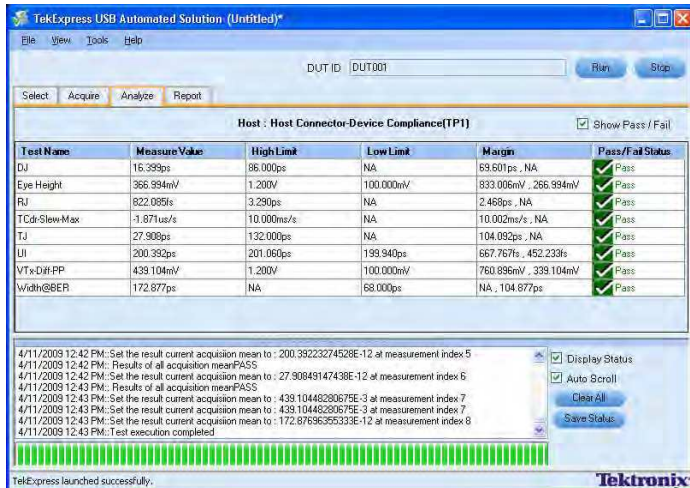 TekExpress USB Automated Solution (Untitled)*
File View Tools Help
DUT ID DUT001 Run Stop
Select Acquire Analyze Report
Host : Host Connector-Device Compliance(TP1) Show Pass / Fail
Test Name Measure Value High Limit Low Limit Margin Pass/Fail Status
DJ 16.399ps 86.000ps NA 69.601ps , NA Pass
Eye Height 366.994mV 1.200V 100.000mV 833.006mV , 266.994mV Pass
RJ 822.085fs 3.290ps NA 2.468ps , NA Pass
TCdr-Slew-Max -1.871us/s 10.000ms/s NA 10.002ms/s , NA Pass
TJ 27.908ps 132.000ps NA 104.092ps , NA Pass
UI 200.392ps 201.060ps 199.940ps 667.767fs , 452.233fs Pass
VTx-Diff-PP 439.104mV 1.200V 100.000mV 760.896mV , 339.104mV Pass
Width@BER 172.877ps NA 68.000ps NA , 104.877ps Pass
4/11/2009 12:42 PM::Set the result current acquisiion mean to : 200.39223274528E-12 at measurement index 5
4/11/2009 12:42 PM:: Results of all acquisition meanPASS
4/11/2009 12:42 PM::Set the result current acquisiion mean to : 27.90849147438E-12 at measurement index 6
4/11/2009 12:43 PM:: Results of all acquisition meanPASS
4/11/2009 12:43 PM::Set the result current acquisiion mean to : 439.10448280675E-3 at measurement index 7
4/11/2009 12:43 PM::Set the result current acquisiion mean to : 439.10448280675E-3 at measurement index 7
4/11/2009 12:43 PM::Set the result current acquisiion mean to : 172.87696355333E-12 at measurement index 8
4/11/2009 12:43 PM::Test execution completed
Display Status
Auto Scroll
Clear All
Save Status
TekExpress launched successfully.
Tektronix